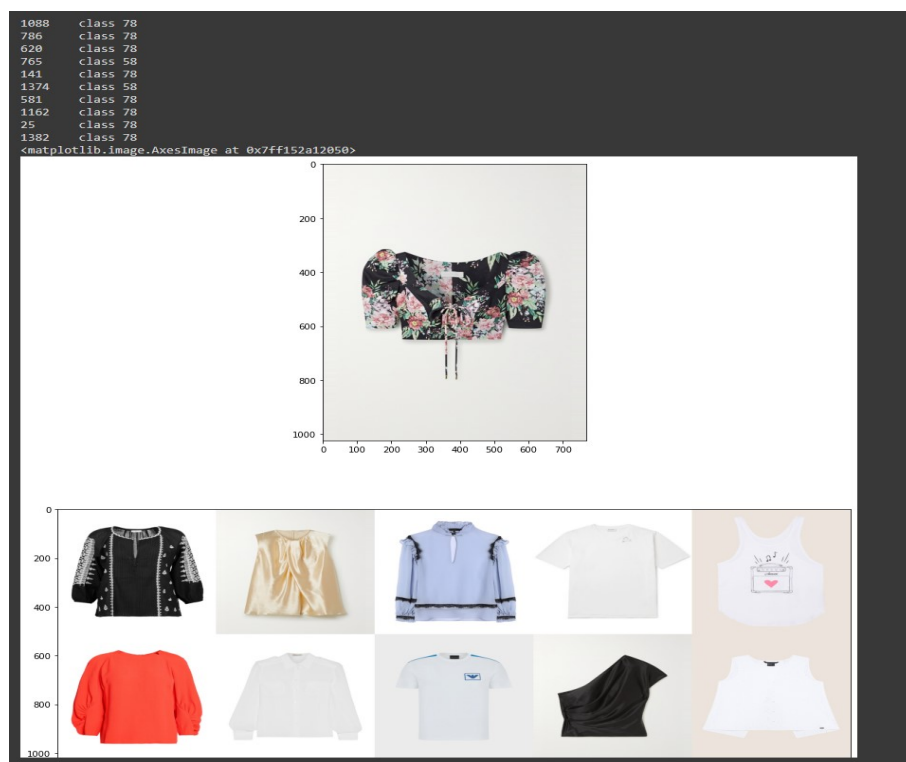 1088 class 78
786 class 78
620 class 78
765 class 58
141 class 78
1374 class 58
581 class 78
1162 class 78
25 class 78
1382 class 78
<matplotlib.image.AxesImage at 0x7ff152a12050>
0
200
400
600
800
1000
0 100 200 300 400 500 600 700
0
200
400
600
800
1000